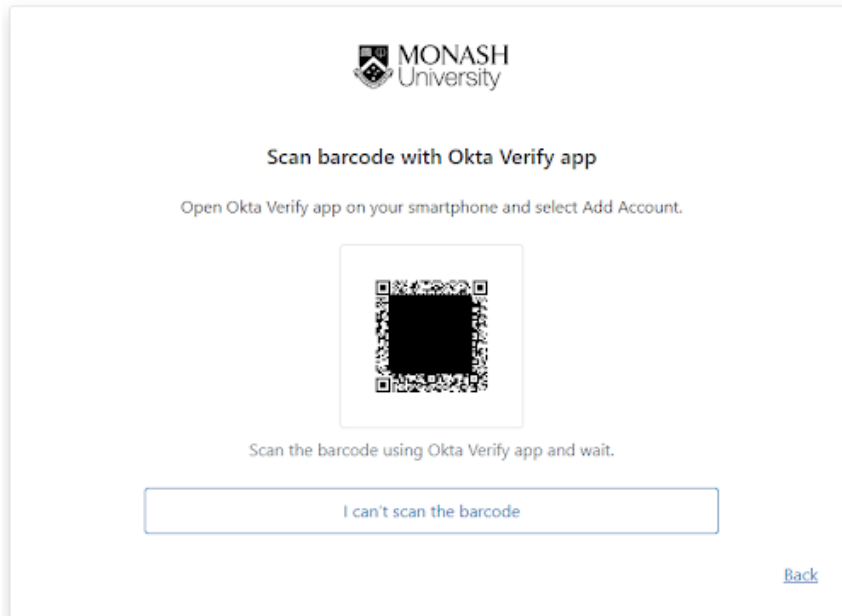 MONASH
University
Scan barcode with Okta Verify app
Open Okta Verify app on your smartphone and select Add Account.
Scan the barcode using Okta Verify app and wait.
I can't scan the barcode
Back